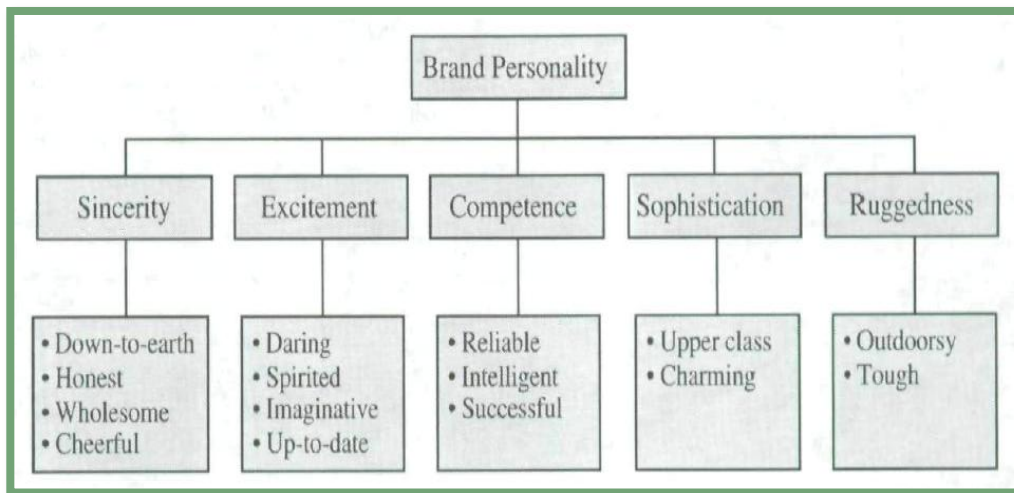 Brand Personality
Sincerity
Excitement
Competence
Sophistication
Ruggedness
• Down-to-earth
• Honest
• Wholesome
• Cheerful
• Daring
• Spirited
• Imaginative
• Up-to-date
• Reliable
• Intelligent
• Successful
• Upper class
• Charming
• Outdoorsy
• Tough